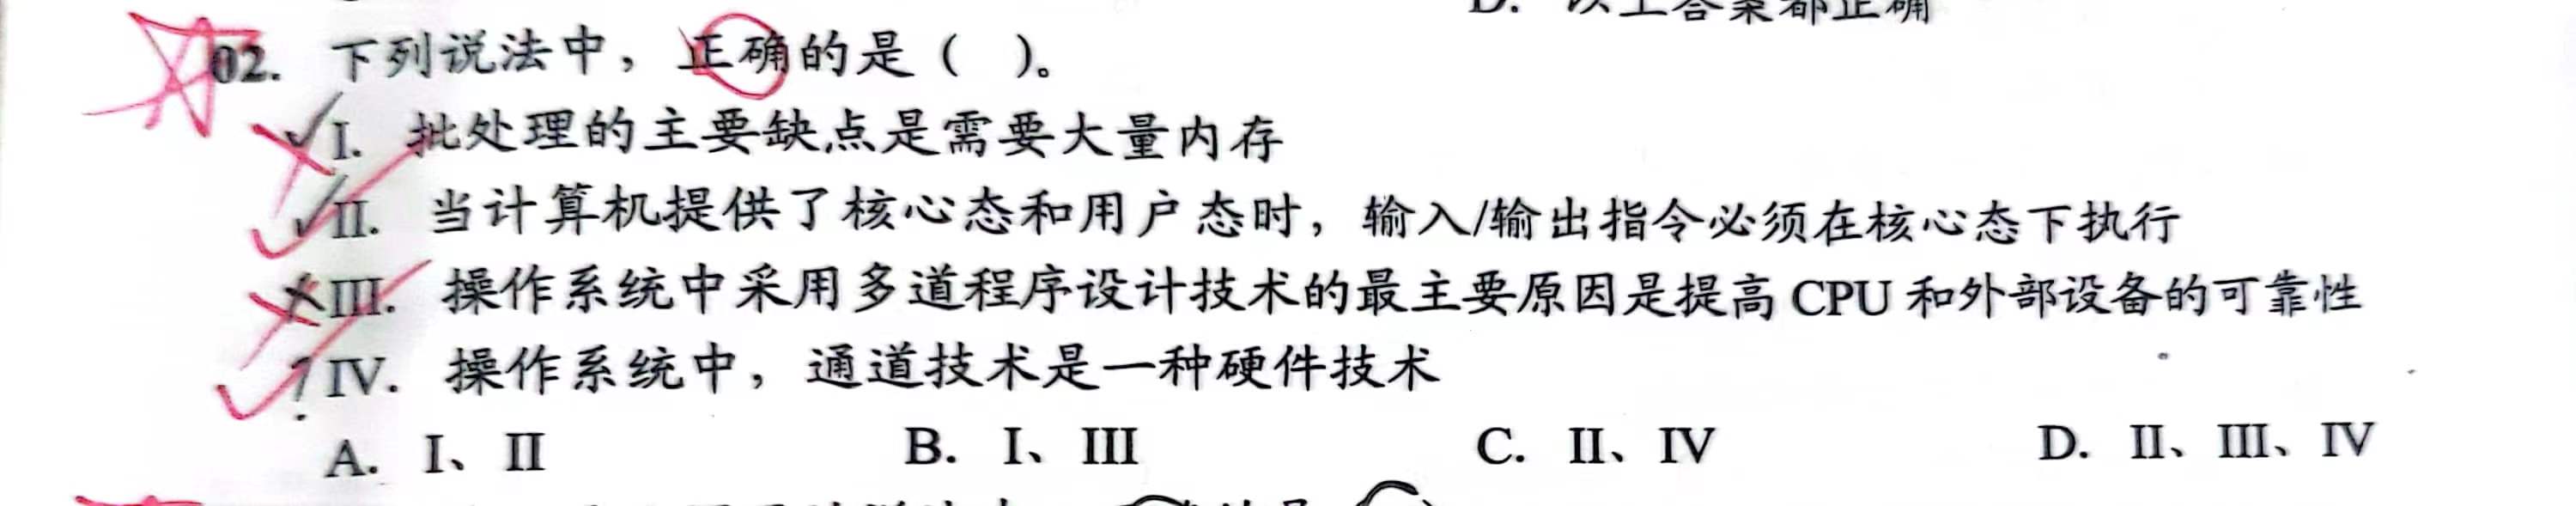 D. 以上答案都正确
02. 下列说法中，正确的是（ ）。
I. 批处理的主要缺点是需要大量内存
II. 当计算机提供了核心态和用户态时，输入/输出指令必须在核心态下执行
III. 操作系统中采用多道程序设计技术的最主要原因是提高 CPU 和外部设备的可靠性
IV. 操作系统中，通道技术是一种硬件技术
A. I、II B. I、III C. II、IV D. II、III、IV